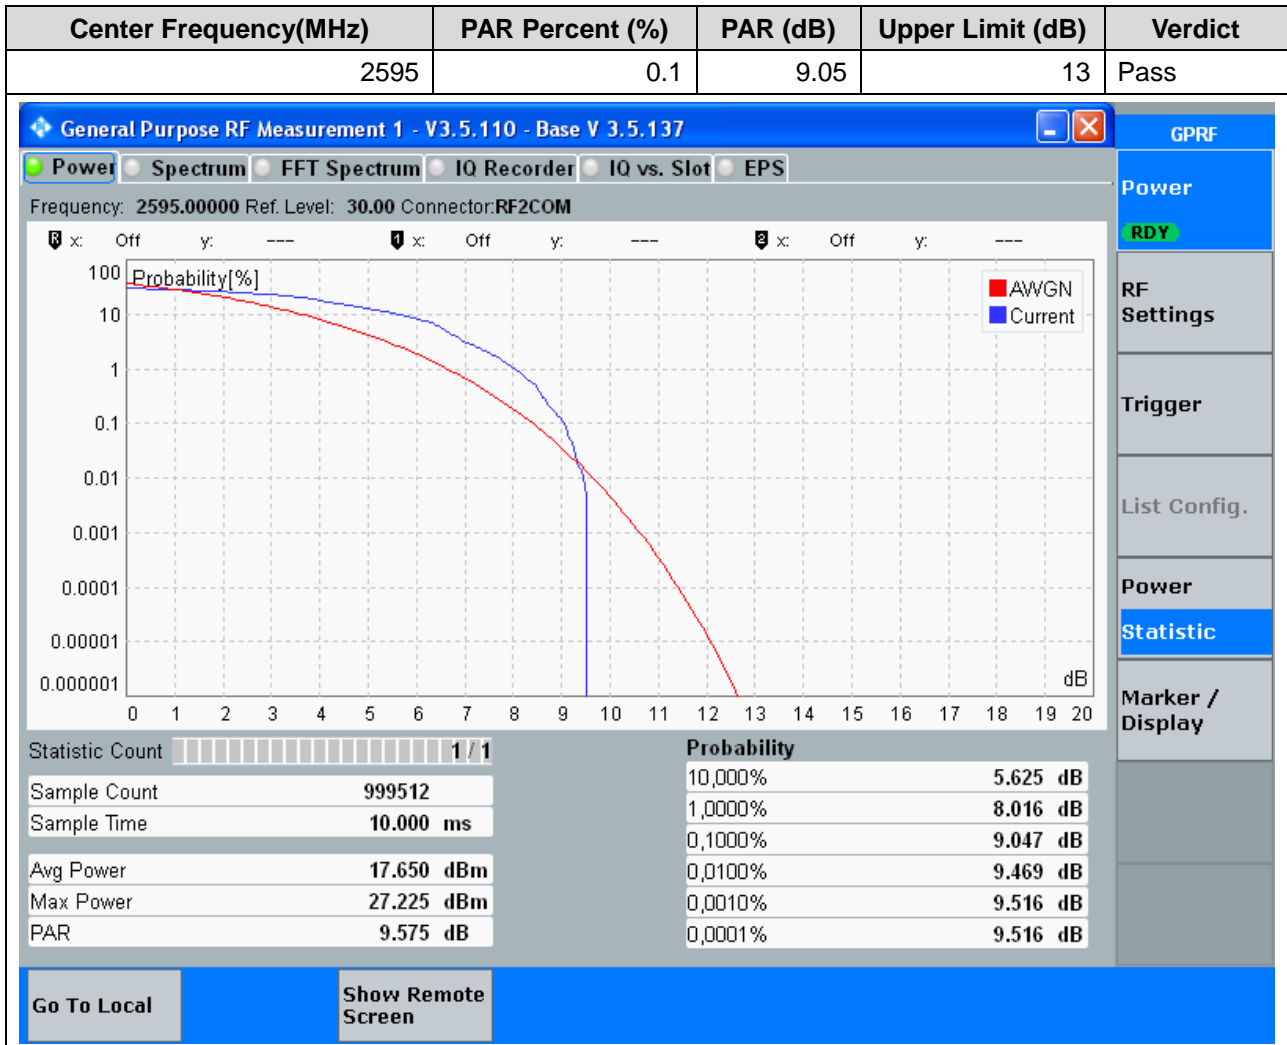 Center Frequency(MHz) PAR Percent (%) PAR (dB) Upper Limit (dB) Verdict
2595 0.1 9.05 13 Pass
General Purpose RF Measurement 1 - V3.5.110 - Base V 3.5.137
GPRF
Power Spectrum FFT Spectrum IQ Recorder IQ vs. Slot EPS
Power
RDY
Frequency: 2595.00000 Ref. Level: 30.00 Connector:RF2COM
R x: Off y: --- 1 x: Off y: --- 2 x: Off y: ---
Probability[%]
AWGN
Current
100
10
1
0.1
0.01
0.001
0.0001
0.00001
0.000001
dB
0 1 2 3 4 5 6 7 8 9 10 11 12 13 14 15 16 17 18 19 20
RF
Settings
Trigger
List Config.
Power
Statistic
Marker /
Display
Statistic Count 1 / 1
Sample Count 999512
Sample Time 10.000 ms
Avg Power 17.650 dBm
Max Power 27.225 dBm
PAR 9.575 dB
Probability
10,000% 5.625 dB
1,0000% 8.016 dB
0,1000% 9.047 dB
0,0100% 9.469 dB
0,0010% 9.516 dB
0,0001% 9.516 dB
Go To Local
Show Remote
Screen